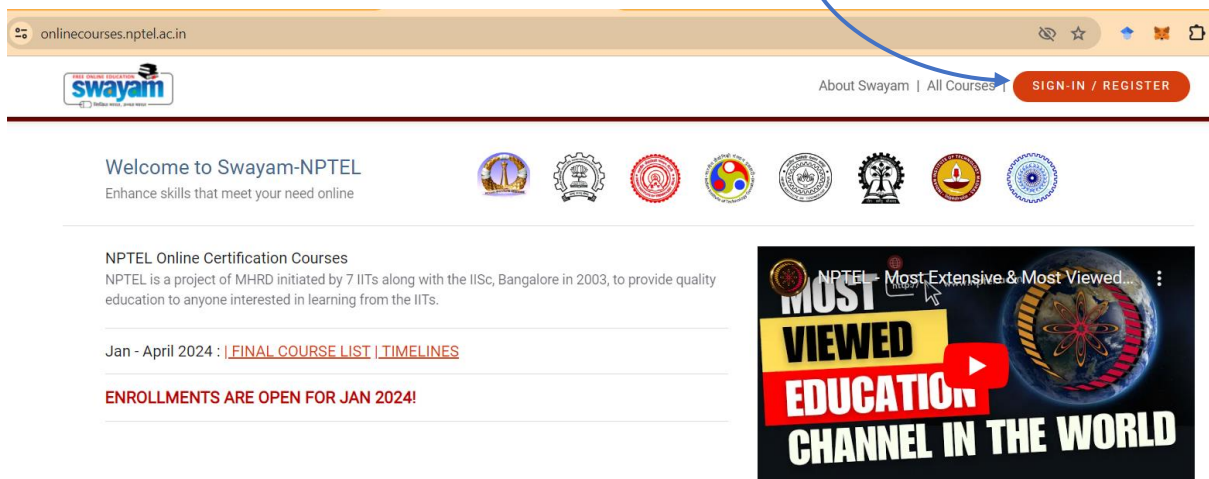 onlinecourses.nptel.ac.in
FREE ONLINE EDUCATION
swayam
About Swayam | All Courses |
SIGN-IN / REGISTER
Welcome to Swayam-NPTEL
Enhance skills that meet your need online
NPTEL Online Certification Courses
NPTEL is a project of MHRD initiated by 7 IITs along with the IISc, Bangalore in 2003, to provide quality
education to anyone interested in learning from the IITs.
Jan - April 2024 : | FINAL COURSE LIST | TIMELINES
ENROLLMENTS ARE OPEN FOR JAN 2024!
NPTEL - Most Extensive & Most Viewed...
MOST
VIEWED
EDUCATION
CHANNEL IN THE WORLD